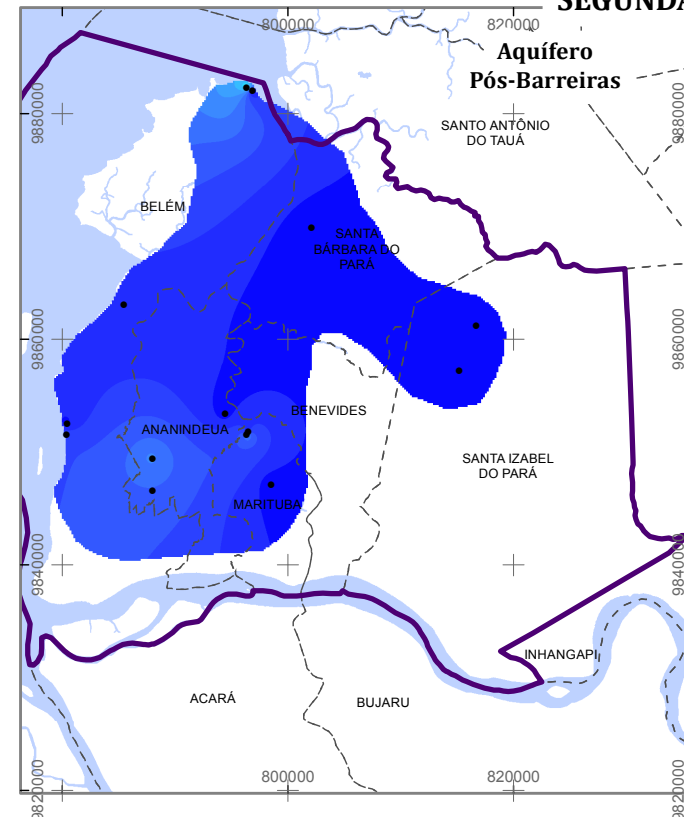 SEGUNDA
800000
820000
Aquífero
Pós-Barreiras
9880000
9880000
SANTO ANTÔNIO
DO TAUÁ
BELÉM
SANTA
BÁRBARA DO
PARÁ
9860000
9860000
BENEVIDES
ANANINDEUA
SANTA IZABEL
DO PARÁ
MARITUBA
9840000
9840000
INHANGAPI
ACARÁ
BUJARU
800000
820000
9820000
9820000